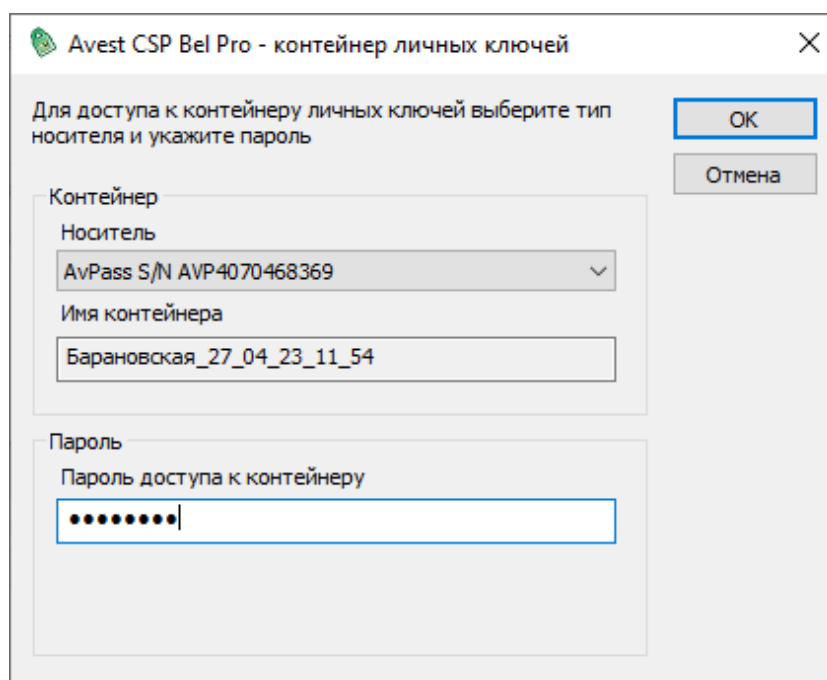 Avest CSP Bel Pro - контейнер личных ключей
Для доступа к контейнеру личных ключей выберите тип
носителя и укажите пароль
OK
Отмена
Контейнер
Носитель
AvPass S/N AVP4070468369
Имя контейнера
Барановская_27_04_23_11_54
Пароль
Пароль доступа к контейнеру
●●●●●●●●